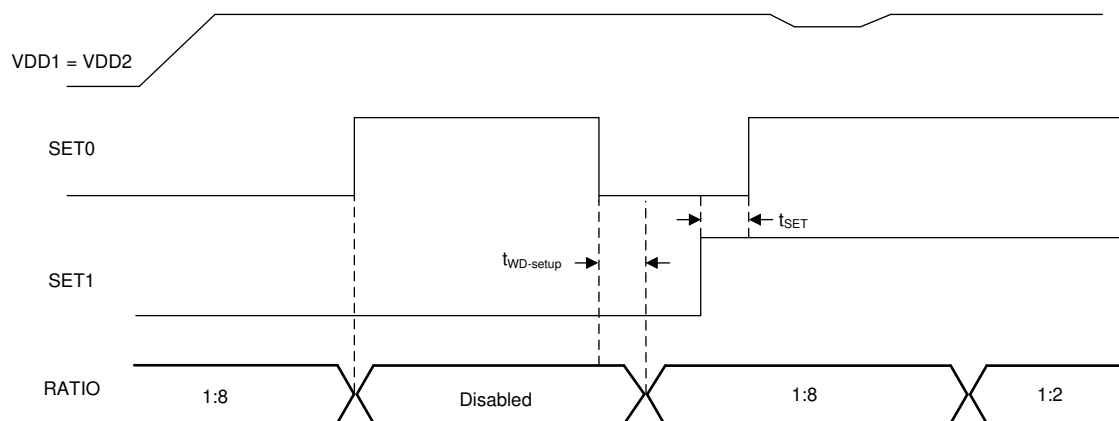 VDD1 = VDD2
SET0
tSET
tWD-setup
SET1
RATIO
1:8
Disabled
1:8
1:2